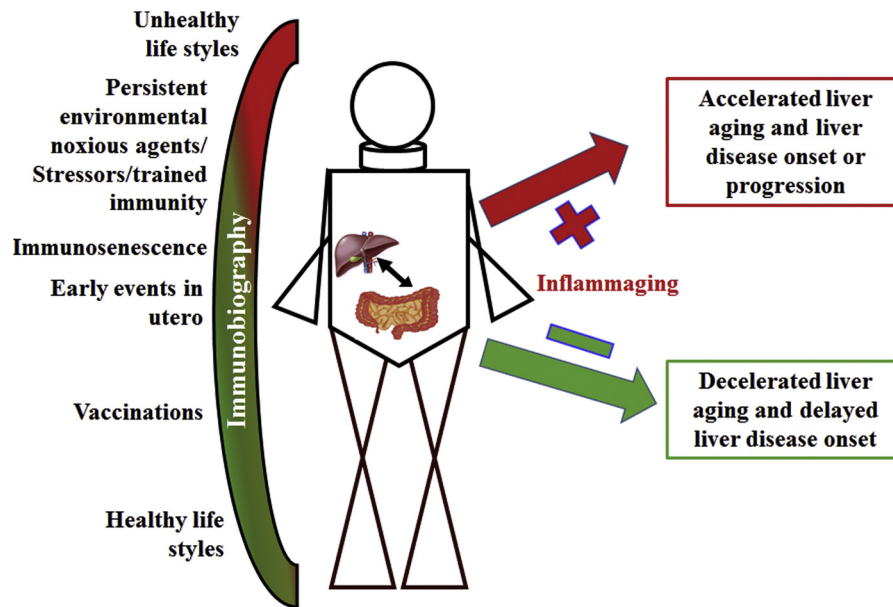 Unhealthy
life styles
Persistent
environmental
noxious agents/
Stressors/trained
immunity
Immunosenescence
Early events in
utero
Vaccinations
Healthy life
styles
Immunobiography
Inflammaging
Accelerated liver
aging and liver
disease onset or
progression
Decelerated liver
aging and delayed
liver disease onset